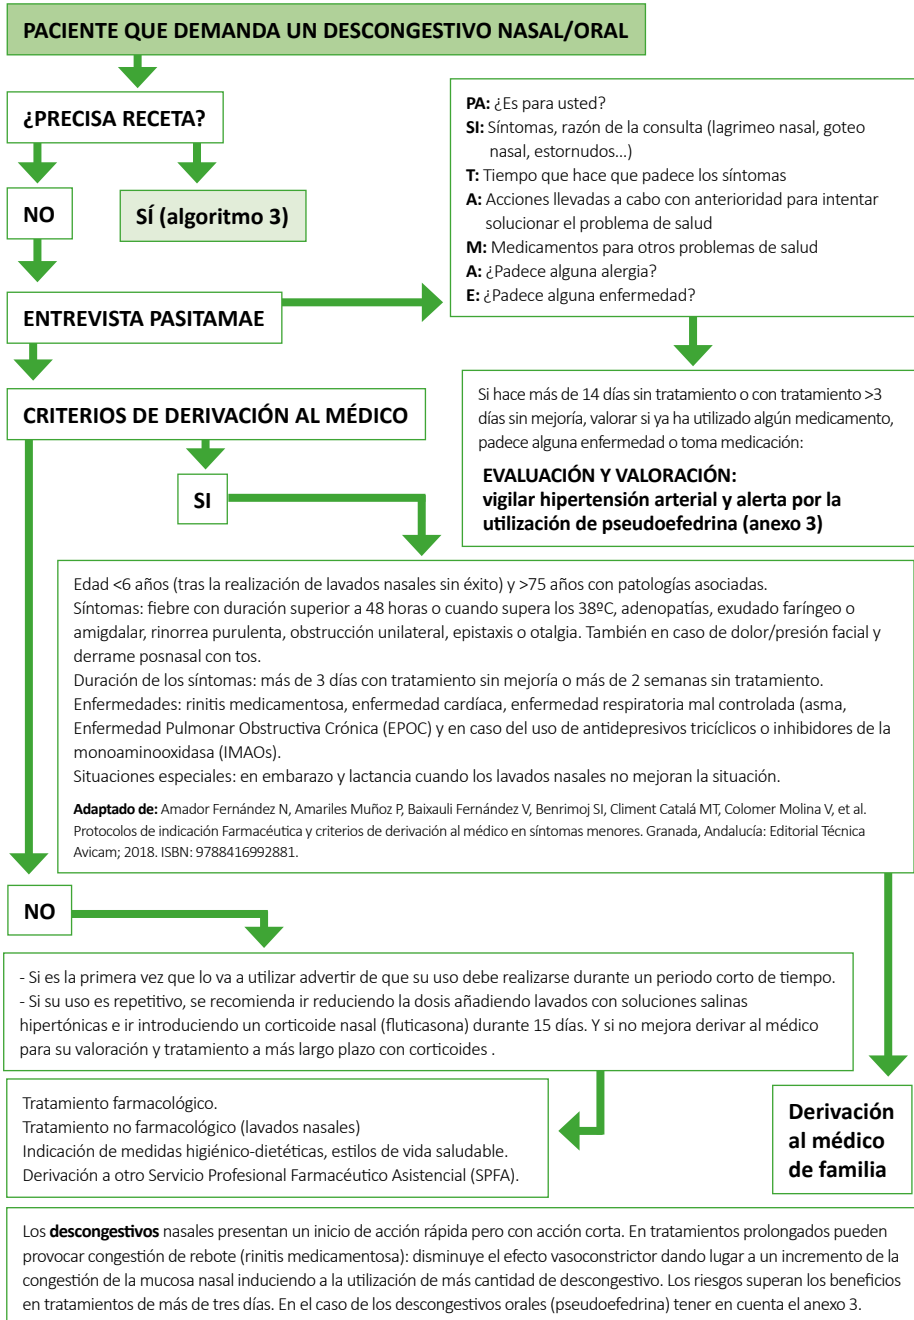 PACIENTE QUE DEMANDA UN DESCONGESTIVO NASAL/ORAL
¿PRECISA RECETA?
NO
SÍ (algoritmo 3)
ENTREVISTA PASITAMAE
PA: ¿Es para usted?
SI: Síntomas, razón de la consulta (lagrimeo nasal, goteo
nasal, estornudos...)
T: Tiempo que hace que padece los síntomas
A: Acciones llevadas a cabo con anterioridad para intentar
solucionar el problema de salud
M: Medicamentos para otros problemas de salud
A: ¿Padece alguna alergia?
E: ¿Padece alguna enfermedad?
Si hace más de 14 días sin tratamiento o con tratamiento >3
días sin mejoría, valorar si ya ha utilizado algún medicamento,
padece alguna enfermedad o toma medicación:
EVALUACIÓN Y VALORACIÓN:
vigilar hipertensión arterial y alerta por la
utilización de pseudoefedrina (anexo 3)
CRITERIOS DE DERIVACIÓN AL MÉDICO
SI
Edad <6 años (tras la realización de lavados nasales sin éxito) y >75 años con patologías asociadas.
Síntomas: fiebre con duración superior a 48 horas o cuando supera los 38ºC, adenopatías, exudado faríngeo o
amigdalar, rinorrea purulenta, obstrucción unilateral, epistaxis o otalgia. También en caso de dolor/presión facial y
derrame posnasal con tos.
Duración de los síntomas: más de 3 días con tratamiento sin mejoría o más de 2 semanas sin tratamiento.
Enfermedades: rinitis medicamentosa, enfermedad cardíaca, enfermedad respiratoria mal controlada (asma,
Enfermedad Pulmonar Obstructiva Crónica (EPOC) y en caso del uso de antidepresivos tricíclicos o inhibidores de la
monoaminooxidasa (IMAOs).
Situaciones especiales: en embarazo y lactancia cuando los lavados nasales no mejoran la situación.
Adaptado de: Amador Fernández N, Amariles Muñoz P, Baixauli Fernández V, Benrimoj SI, Climent Catalá MT, Colomer Molina V, et al.
Protocolos de indicación Farmacéutica y criterios de derivación al médico en síntomas menores. Granada, Andalucía: Editorial Técnica
Avicam; 2018. ISBN: 9788416992881.
NO
- Si es la primera vez que lo va a utilizar advertir de que su uso debe realizarse durante un periodo corto de tiempo.
- Si su uso es repetitivo, se recomienda ir reduciendo la dosis añadiendo lavados con soluciones salinas
hipertónicas e ir introduciendo un corticoide nasal (fluticasona) durante 15 días. Y si no mejora derivar al médico
para su valoración y tratamiento a más largo plazo con corticoides .
Tratamiento farmacológico.
Tratamiento no farmacológico (lavados nasales)
Indicación de medidas higiénico-dietéticas, estilos de vida saludable.
Derivación a otro Servicio Profesional Farmacéutico Asistencial (SPFA).
Derivación
al médico
de familia
Los descongestivos nasales presentan un inicio de acción rápida pero con acción corta. En tratamientos prolongados pueden
provocar congestión de rebote (rinitis medicamentosa): disminuye el efecto vasoconstrictor dando lugar a un incremento de la
congestión de la mucosa nasal induciendo a la utilización de más cantidad de descongestivo. Los riesgos superan los beneficios
en tratamientos de más de tres días. En el caso de los descongestivos orales (pseudoefedrina) tener en cuenta el anexo 3.